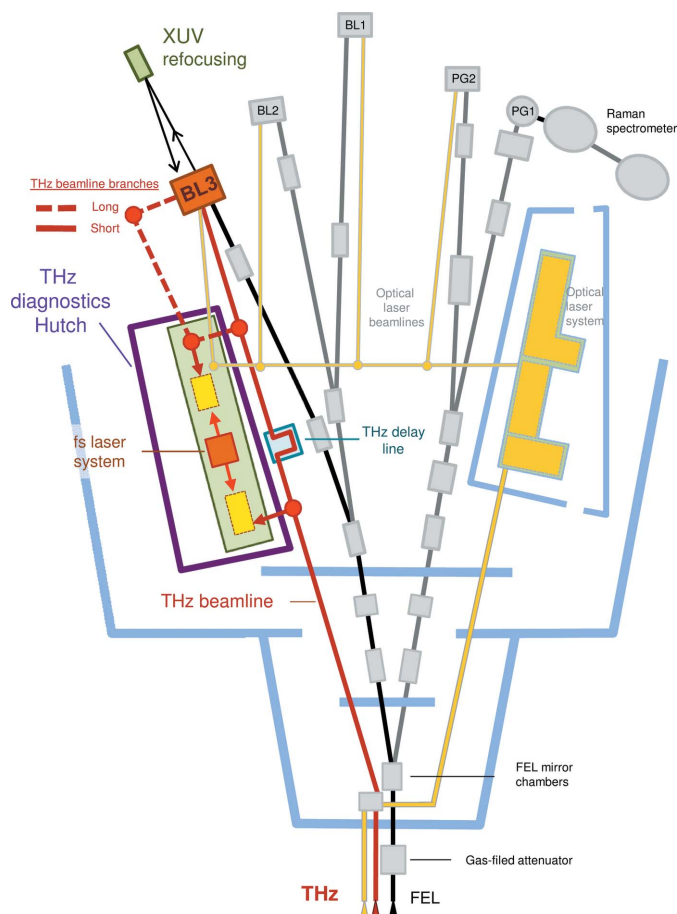 XUV
refocusing
BL1
BL2
PG2
PG1
Raman
spectrometer
THz beamline branches
Long
Short
BL3
THz
diagnostics
Hutch
Optical
laser
beamlines
Optical
laser
system
fs laser
system
THz delay
line
THz beamline
FEL mirror
chambers
Gas-filed attenuator
THz
FEL